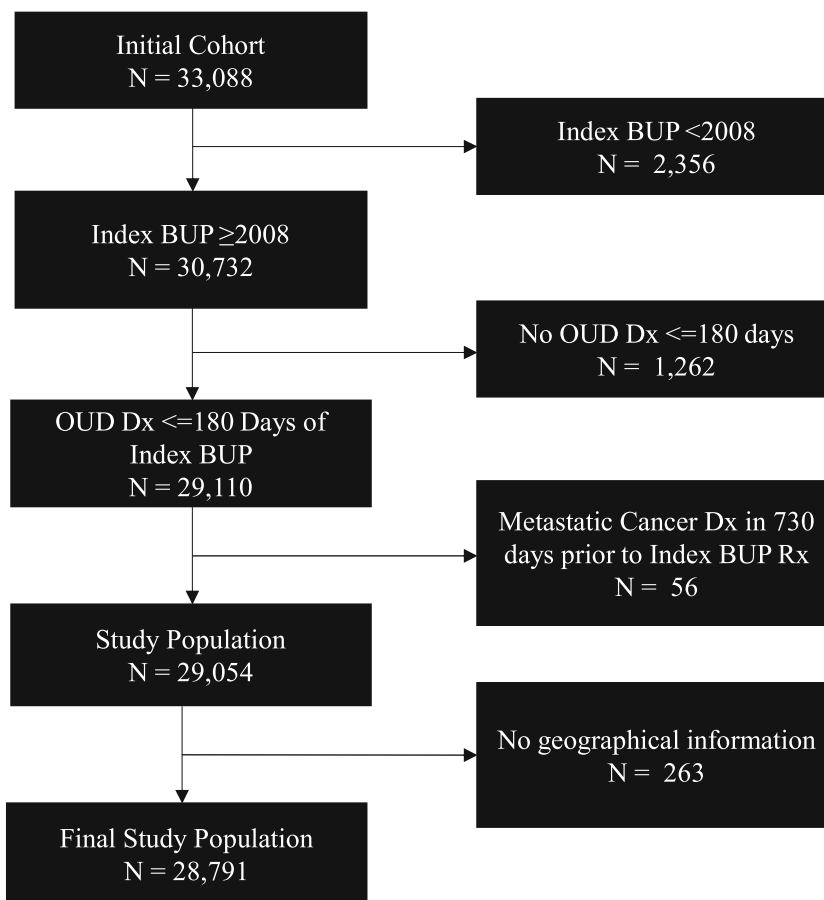 Initial Cohort
N = 33,088
Index BUP <2008
N = 2,356
Index BUP ≥2008
N = 30,732
No OUD Dx <=180 days
N = 1,262
OUD Dx <=180 Days of
Index BUP
N = 29,110
Metastatic Cancer Dx in 730
days prior to Index BUP Rx
N = 56
Study Population
N = 29,054
No geographical information
N = 263
Final Study Population
N = 28,791